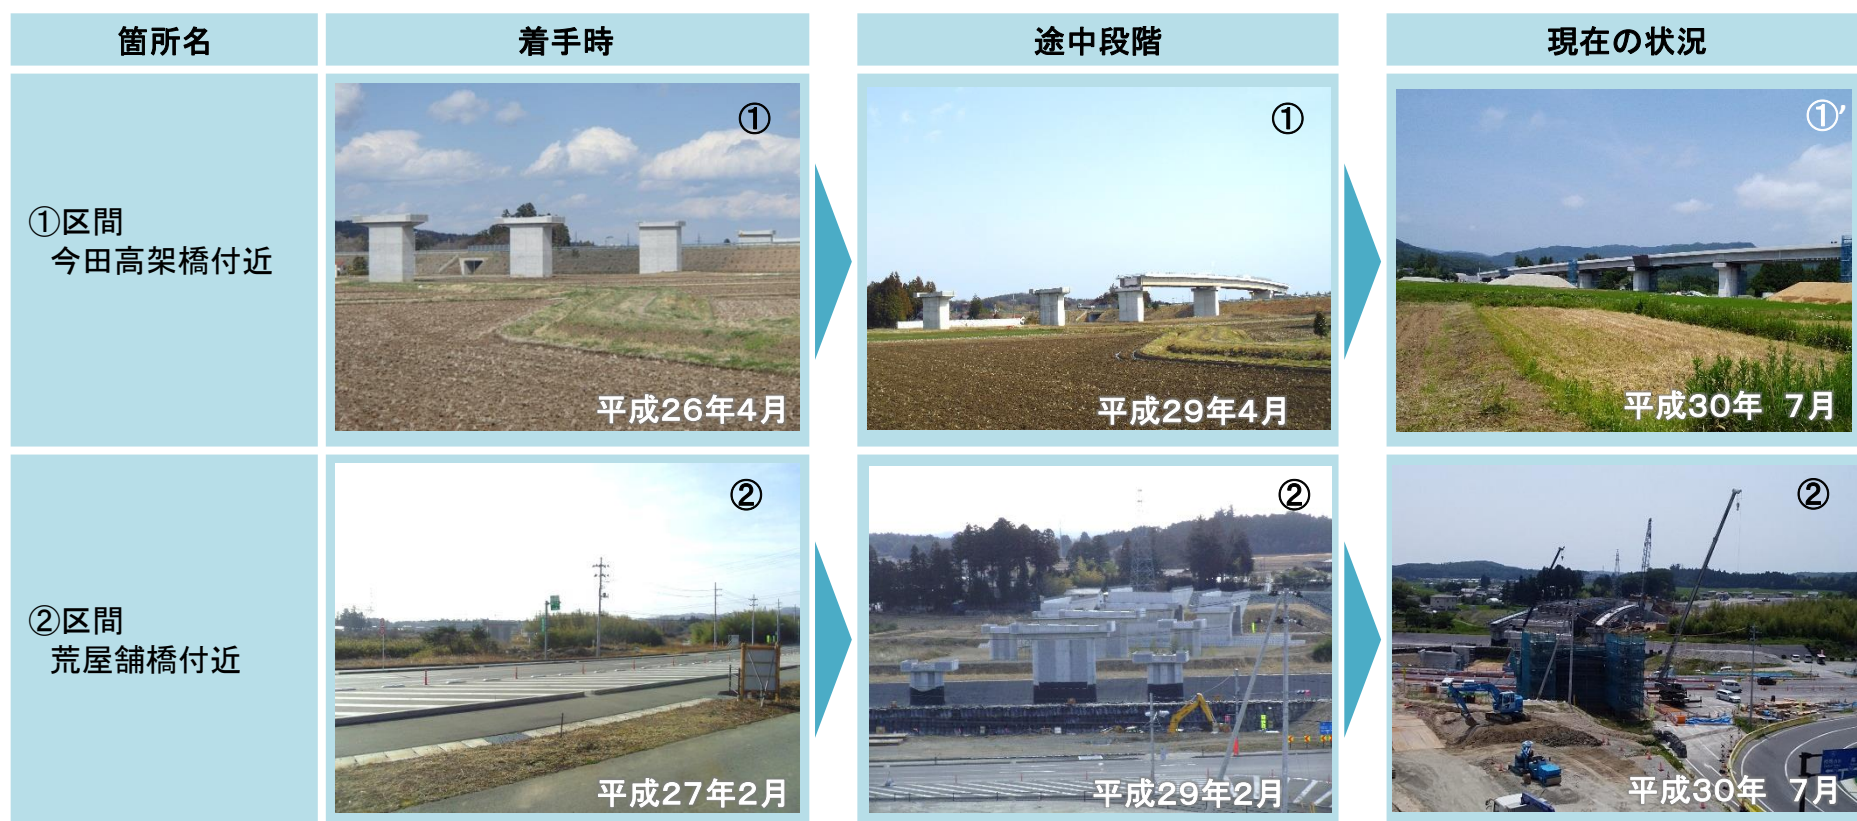 箇所名
着手時
途中段階
現在の状況
①区間
今田高架橋付近
①
平成26年4月
①
平成29年4月
①’
平成30年 7月
②区間
荒屋舗橋付近
②
平成27年2月
②
平成29年2月
②
平成30年 7月